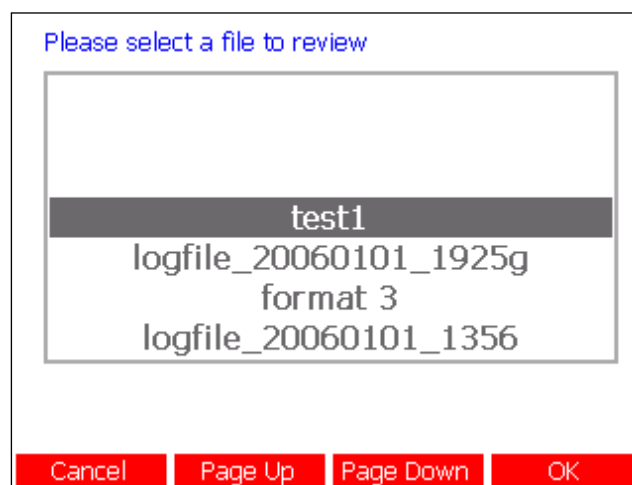 Please select a file to review
test1
logfile_20060101_1925g
format 3
logfile_20060101_1356
Cancel Page Up Page Down OK